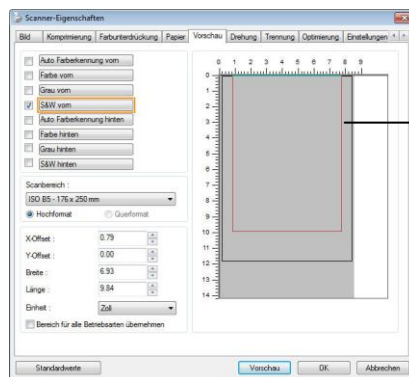 Scanner-Eigenschaften
Bild Komprimierung Farbunterdrückung Papier Vorschau Drehung Trennung Optimierung Einstellungen
Auto Farberkennung vorn
Farbe vorn
Grau vorn
S&W vorn
Auto Farberkennung hinten
Farbe hinten
Grau hinten
S&W hinten
Scanbereich :
ISO B5 - 176 x 250 mm
Hochformat Querformat
X-Offset : 0.79
Y-Offset : 0.00
Breite : 6.93
Länge : 9.84
Einheit : Zoll
Bereich für alle Betriebsarten übernehmen
0 1 2 3 4 5 6 7 8 9
0
1
2
3
4
5
6
7
8
9
10
11
12
13
14
Standardwerte Vorschau OK Abbrechen